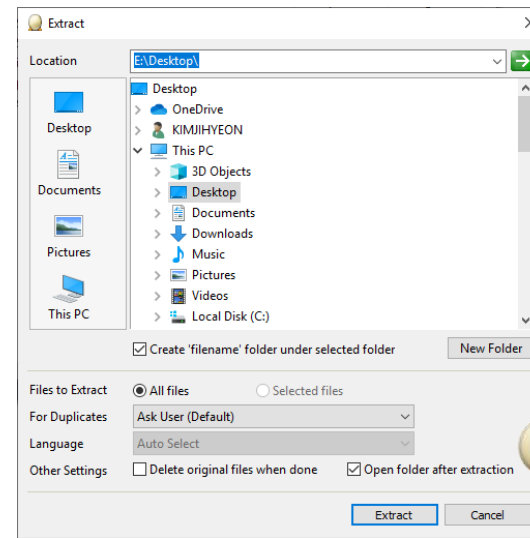 Extract
Location
E:\Desktop\
Desktop
Documents
Pictures
This PC
Desktop
OneDrive
KIMJIHYEON
This PC
3D Objects
Desktop
Documents
Downloads
Music
Pictures
Videos
Local Disk (C:)
Create 'filename' folder under selected folder
New Folder
Files to Extract All files Selected files
For Duplicates Ask User (Default)
Language Auto Select
Other Settings Delete original files when done Open folder after extraction
Extract Cancel